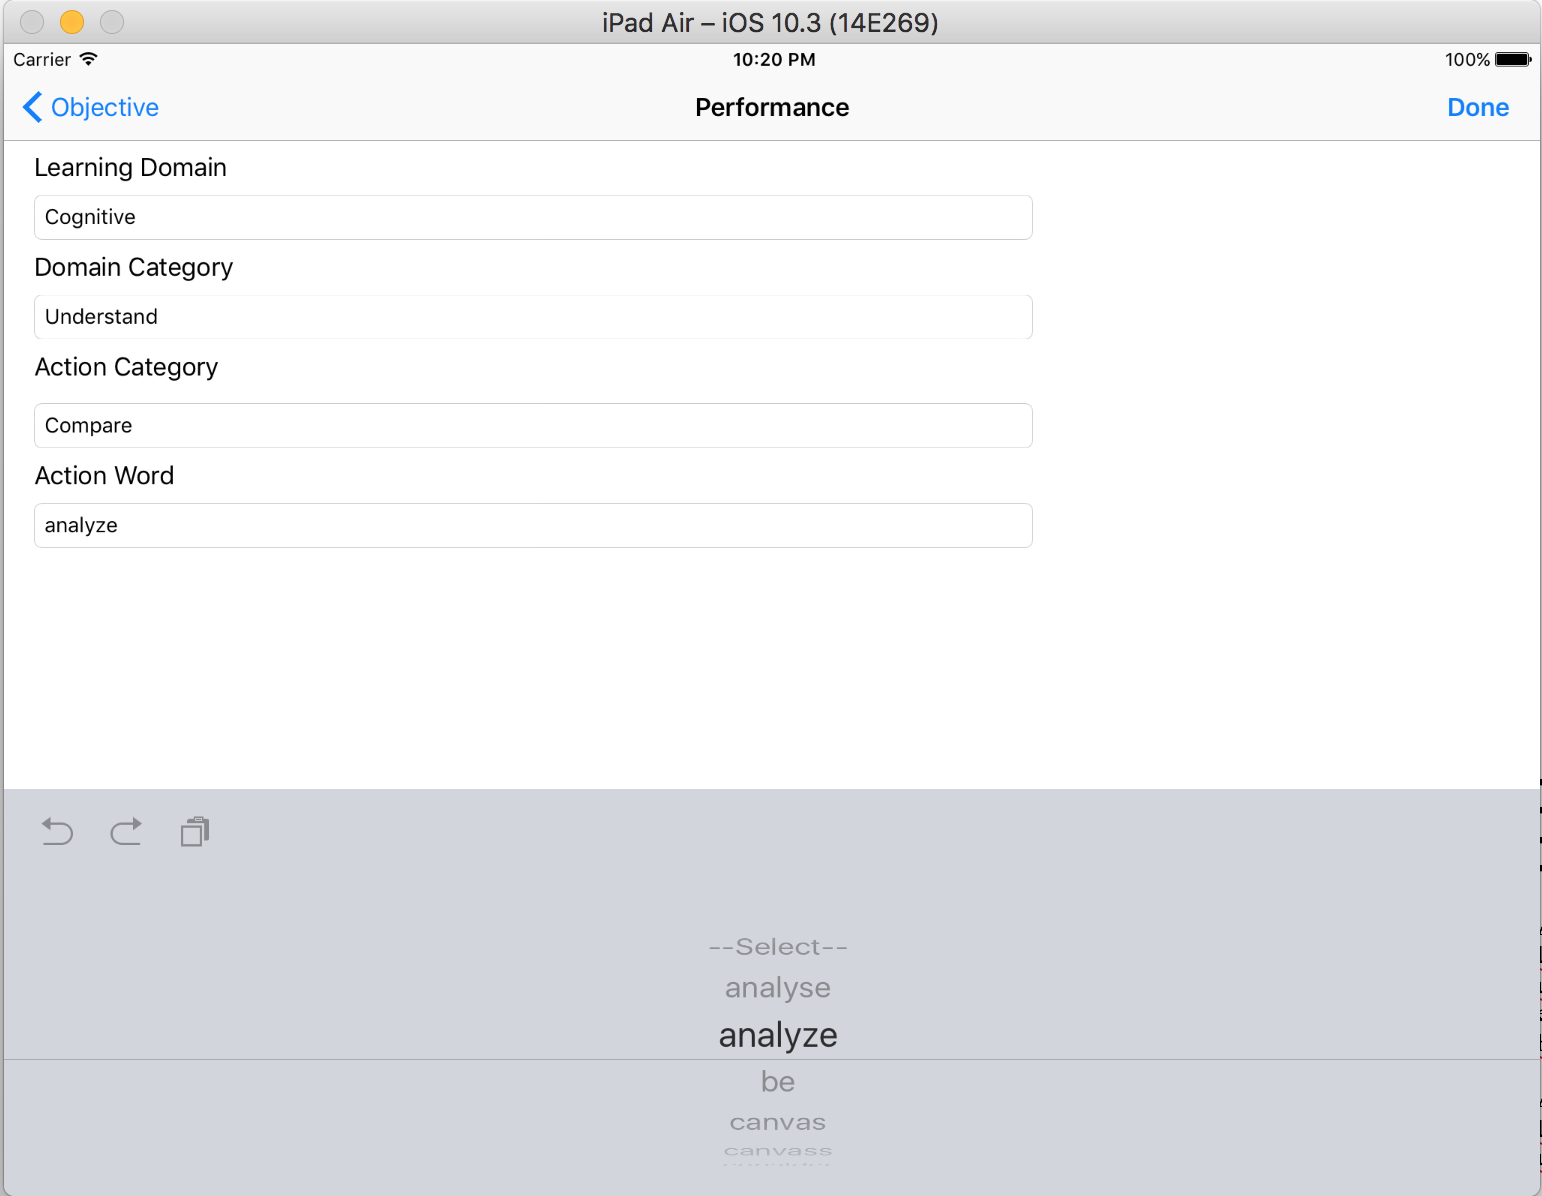 iPad Air – iOS 10.3 (14E269)
Carrier 10:20 PM 100%
Objective Performance Done
Learning Domain
Cognitive
Domain Category
Understand
Action Category
Compare
Action Word
analyze
--Select--
analyse
analyze
be
canvas
canvass